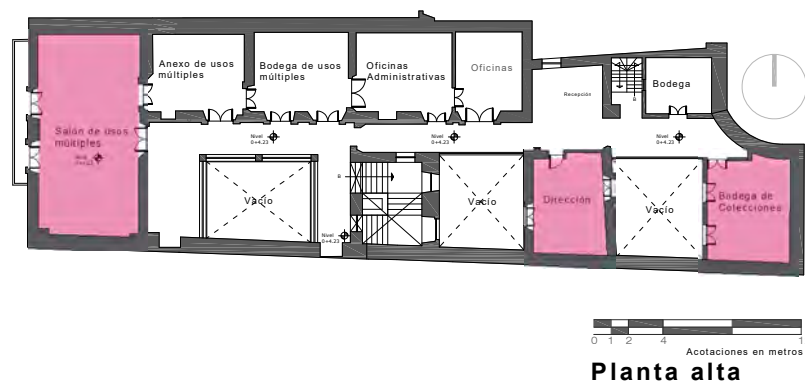 Anexo de usos
múltiples
Bodega de usos
múltiples
Oficinas
Administrativas
Oficinas
Recepción
B
Bodega
Salón de usos
múltiples
Nivel
0+4.23
Nivel
0+4.23
Nivel
0+4.23
Nivel
0+4.23
B
Vacío
Vacío
Dirección
Vacío
Bodega de
Colecciones
Nivel
0+4.23
0 1 2 4 1
Acotaciones en metros
Planta alta